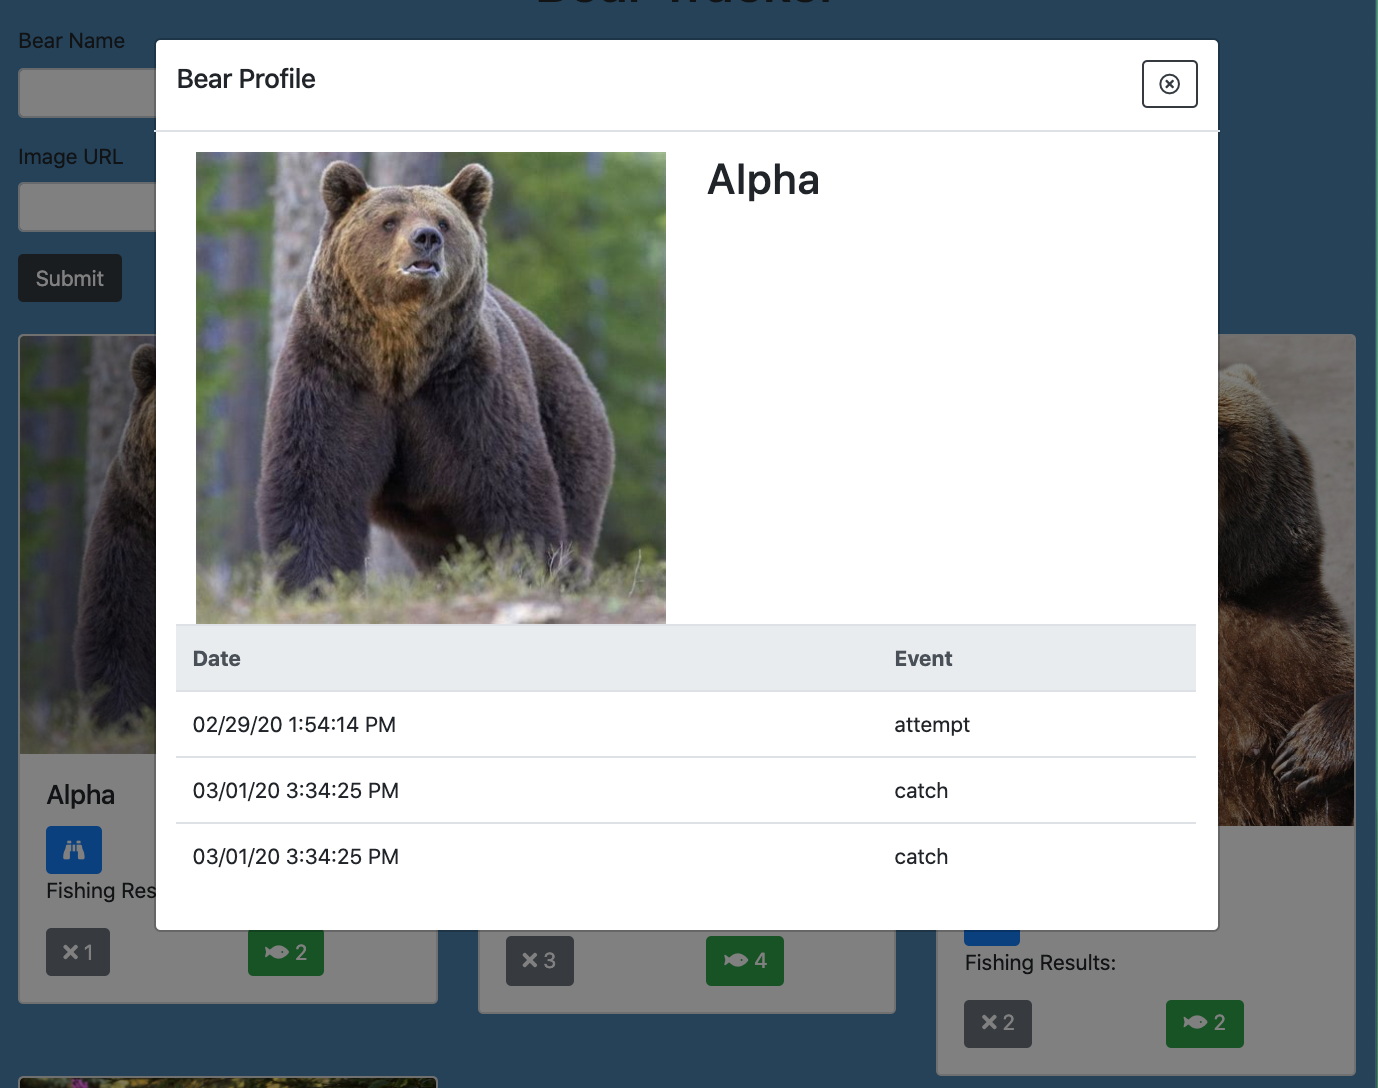 Bear Name
Image URL
Submit
Bear Profile
Alpha
Date Event
02/29/20 1:54:14 PM attempt
03/01/20 3:34:25 PM catch
03/01/20 3:34:25 PM catch
Alpha
Fishing Res
1 2
3 4
Fishing Results:
2 2